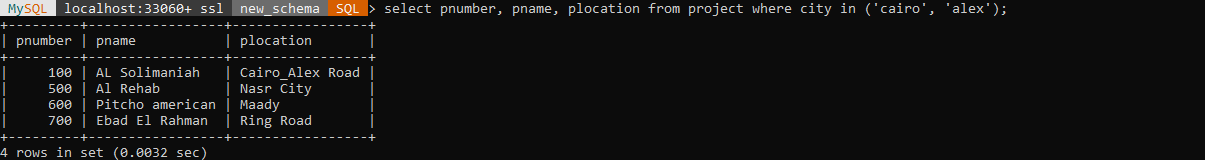 MySQL localhost:33060+ ssl new_schema SQL > select pnumber, pname, plocation from project where city in ('cairo', 'alex');
+---------+-----------------+-----------------+
| pnumber | pname           | plocation       |
+---------+-----------------+-----------------+
|     100 | AL Solimaniah   | Cairo_Alex Road |
|     500 | Al Rehab        | Nasr City       |
|     600 | Pitcho american | Maady           |
|     700 | Ebad El Rahman  | Ring Road       |
+---------+-----------------+-----------------+
4 rows in set (0.0032 sec)